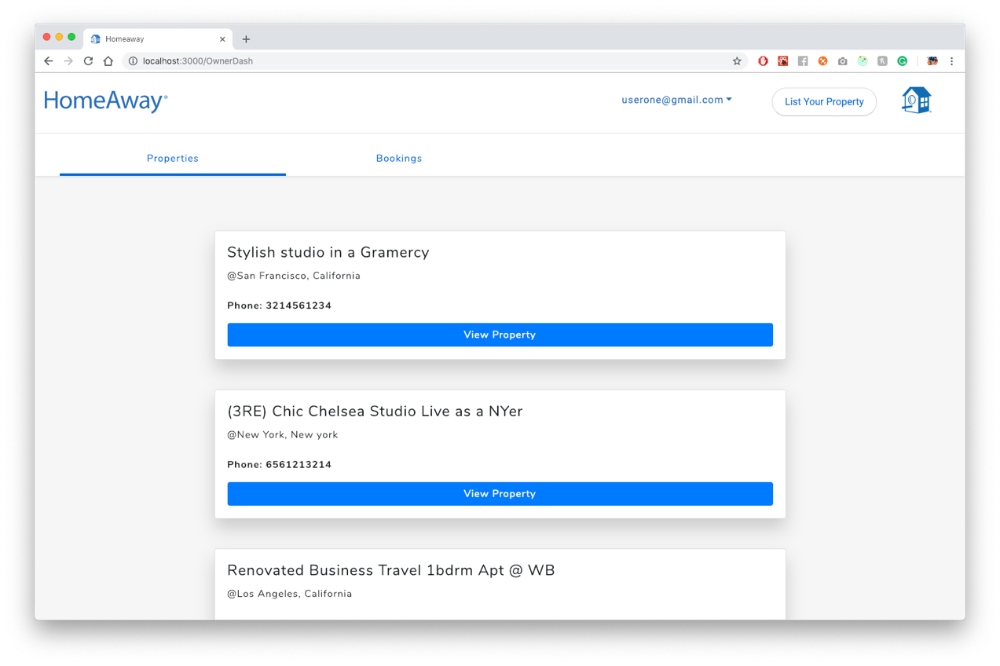 Homeaway
localhost:3000/OwnerDash
HomeAway®
userone@gmail.com
List Your Property
Properties
Bookings
Stylish studio in a Gramercy
@San Francisco, California
Phone: 3214561234
View Property
(3RE) Chic Chelsea Studio Live as a NYer
@New York, New york
Phone: 6561213214
View Property
Renovated Business Travel 1bdrm Apt @ WB
@Los Angeles, California